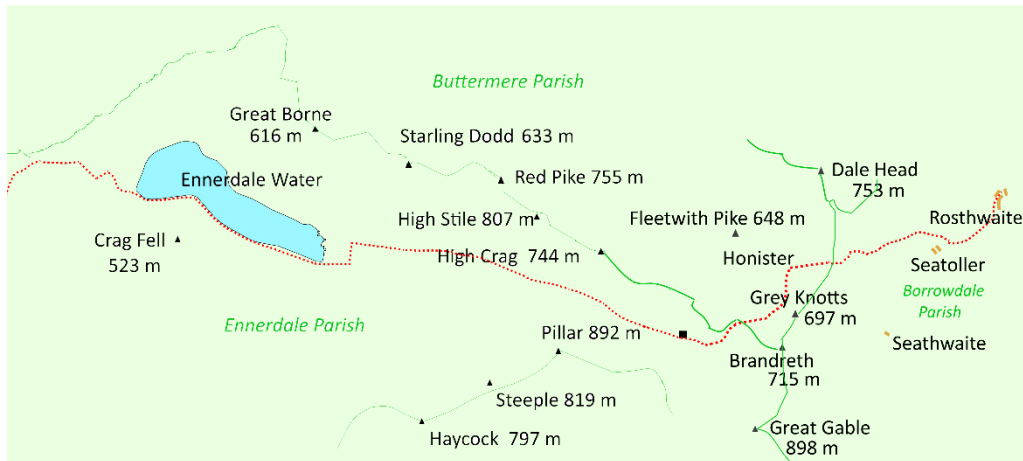 Buttermere Parish
Great Borne
616 m
Starling Dodd 633 m
Dale Head
753 m
Ennerdale Water
Red Pike 755 m
High Stile 807 m
Fleetwith Pike 648 m
Rosthwaite
Crag Fell
523 m
High Crag 744 m
Honister
Seatoller
Grey Knotts
697 m
Borrowdale
Parish
Ennerdale Parish
Pillar 892 m
Seathwaite
Brandreth
715 m
Steeple 819 m
Haycock 797 m
Great Gable
898 m